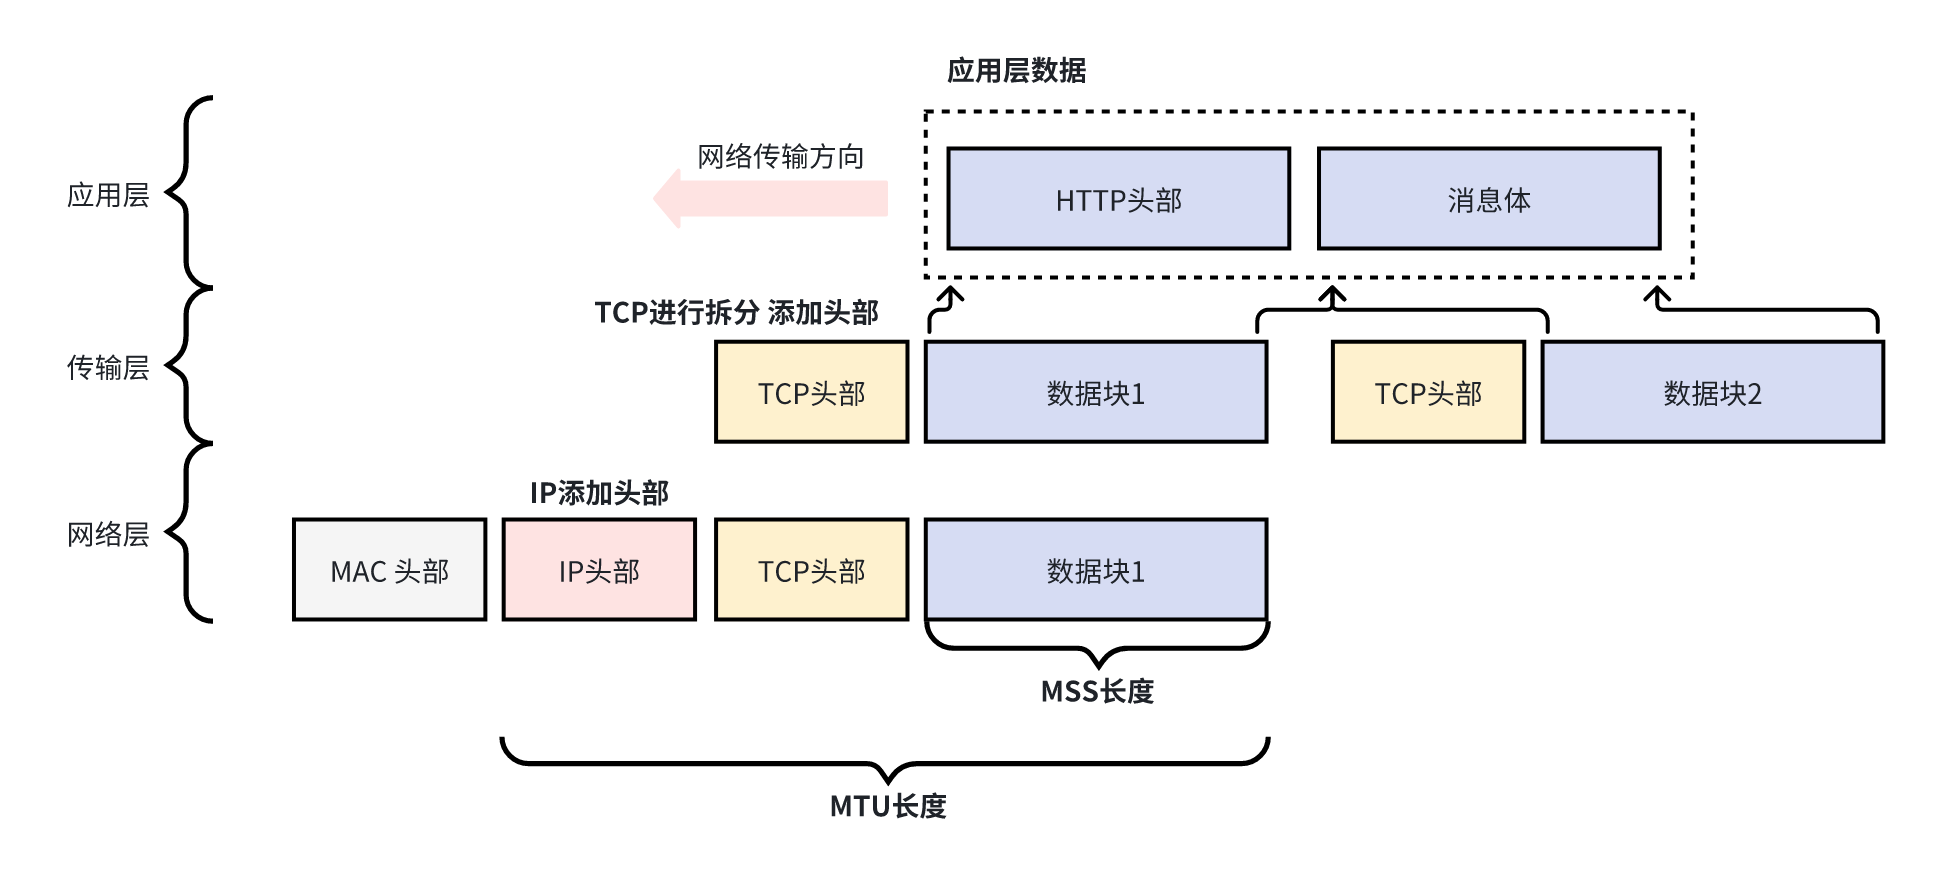 应用层数据
网络传输方向
应用层
HTTP头部
消息体
TCP进行拆分 添加头部
传输层
TCP头部
数据块1
TCP头部
数据块2
IP添加头部
网络层
MAC 头部
IP头部
TCP头部
数据块1
MSS长度
MTU长度